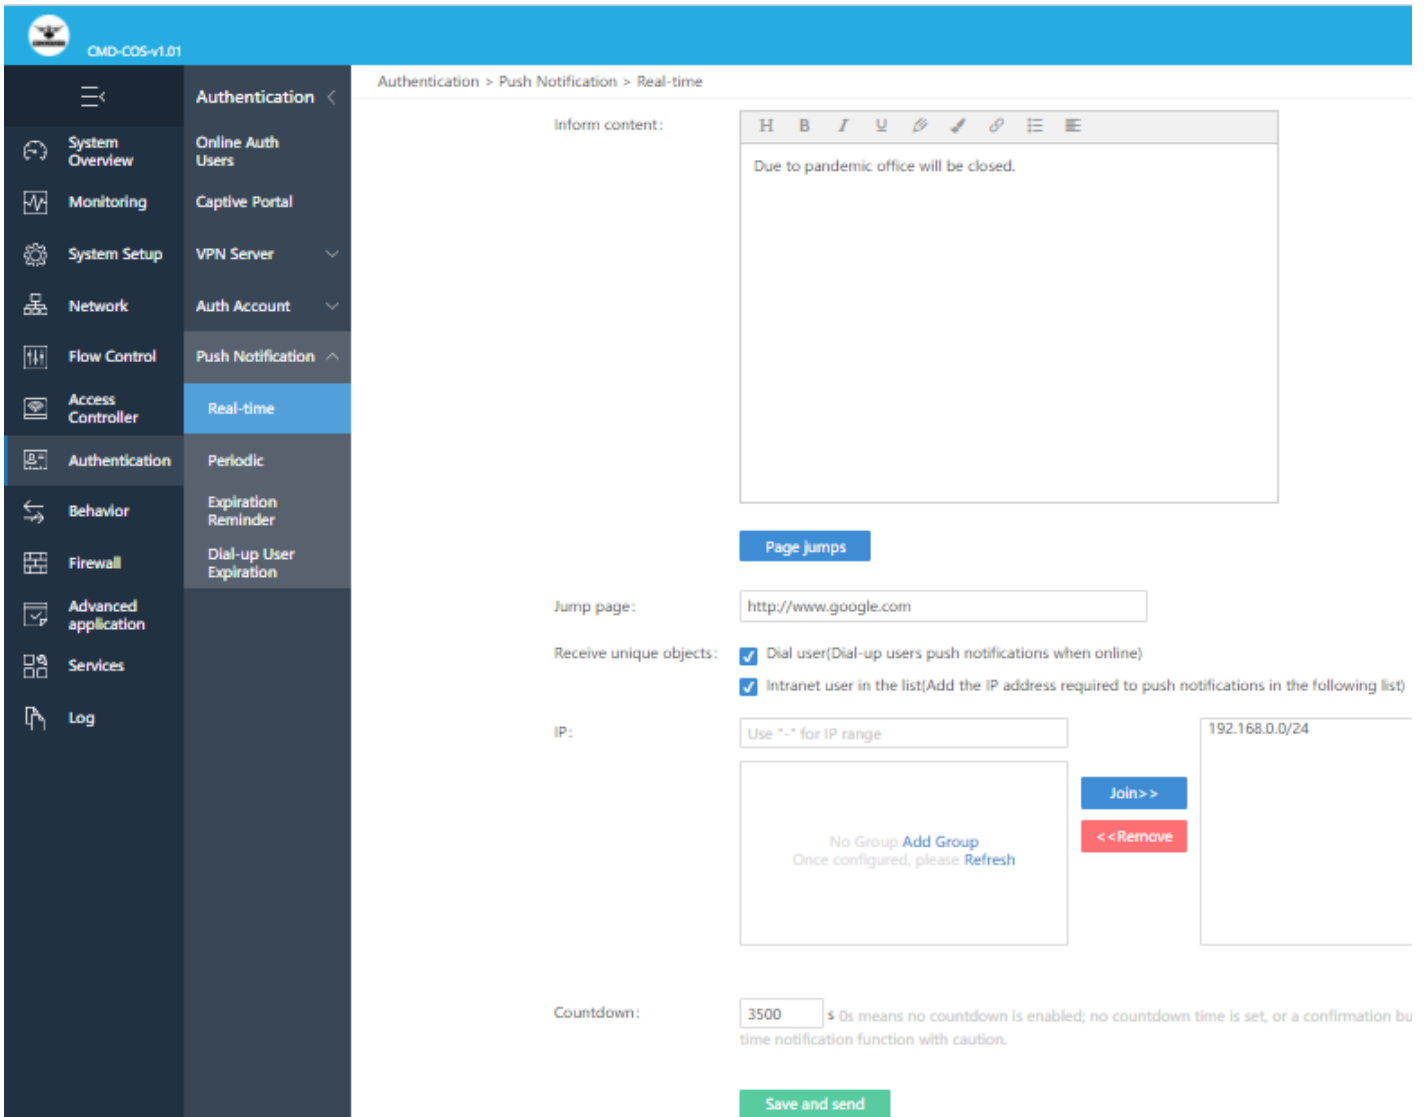 CMD-COS-v1.01
Authentication
Authentication > Push Notification > Real-time
System
Overview
Monitoring
System Setup
Network
Flow Control
Access
Controller
Authentication
Behavior
Firewall
Advanced
application
Services
Log
Online Auth
Users
Captive Portal
VPN Server
Auth Account
Push Notification
Real-time
Periodic
Expiration
Reminder
Dial-up User
Expiration
Inform content:
H B I U
Due to pandemic office will be closed.
Page jumps
Jump page: http://www.google.com
Receive unique objects: Dial user(Dial-up users push notifications when online)
Intranet user in the list(Add the IP address required to push notifications in the following list)
IP: Use "-" for IP range
192.168.0.0/24
Join>>
<<Remove
No Group Add Group
Once configured, please Refresh
Countdown: 3500 s 0s means no countdown is enabled; no countdown time is set, or a confirmation bu
time notification function with caution.
Save and send